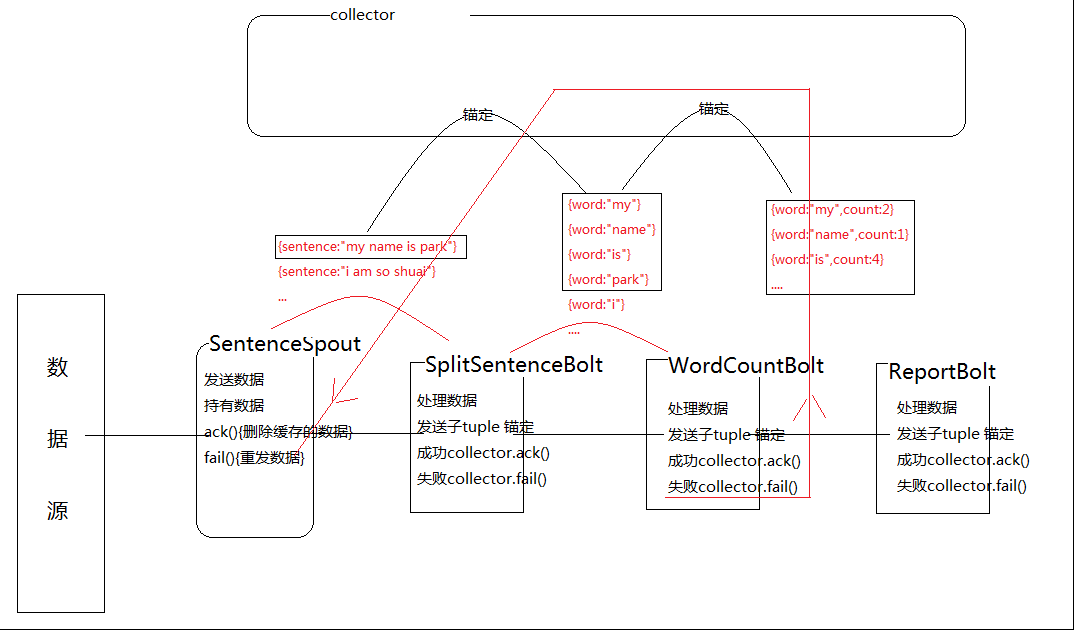 collector
锚定
锚定
{sentence:"my name is park"}
{sentence:"i am so shuai"}
...
{word:"my"}
{word:"name"}
{word:"is"}
{word:"park"}
{word:"i"}
....
{word:"my",count:2}
{word:"name",count:1}
{word:"is",count:4}
....
数
据
源
SentenceSpout
发送数据
持有数据
ack(){删除缓存的数据}
fail(){重发数据}
SplitSentenceBolt
处理数据
发送子tuple 锚定
成功collector.ack()
失败collector.fail()
WordCountBolt
处理数据
发送子tuple 锚定
成功collector.ack()
失败collector.fail()
ReportBolt
处理数据
发送子tuple 锚定
成功collector.ack()
失败collector.fail()